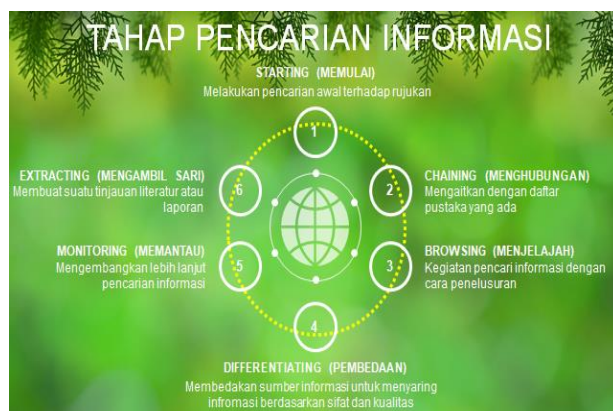 TAHAP PENCARIAN INFORMASI
STARTING (MEMULAI)
Melakukan pencarian awal terhadap rujukan
1
CHAINING (MENGHUBUNGAN)
Mengaitkan dengan daftar
pustaka yang ada
2
BROWSING (MENJELAJAH)
Kegiatan pencari informasi dengan
cara penelusuran
3
4
DIFFERENTIATING (PEMBEDAAN)
Membedakan sumber informasi untuk menyaring
infromasi berdasarkan sifat dan kualitas
MONITORING (MEMANTAU)
Mengembangkan lebih lanjut
pencarian informasi
5
EXTRACTING (MENGAMBIL SARI)
Membuat suatu tinjauan literatur atau
laporan
6